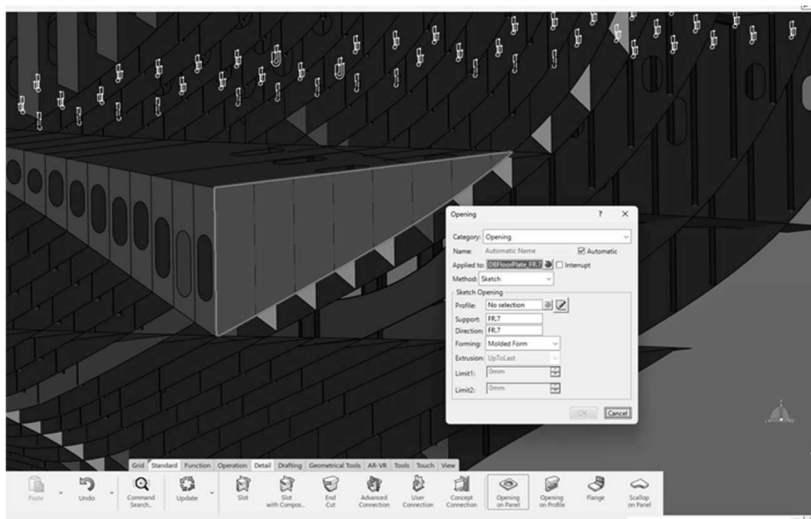 Opening ? X
Category: Opening
Name: Automatic Name Automatic
Applied to: DBFloorPlate_FR.7 Interrupt
Method: Sketch
Sketch Opening
Profile: No selection
Support: FR.7
Direction: FR.7
Forming: Molded Form
Extrusion: UpToLast
Limit1: 0mm
Limit2: 0mm
OK Cancel
Grid Standard Function Operation Detail Drafting Geometrical Tools AR-VR Tools Touch View
Paste Undo Command Search... Update Slot Slot with Compos... End Cut Advanced Connection User Connection Concept Connection Opening on Panel Opening on Profile Flange Scallop on Panel